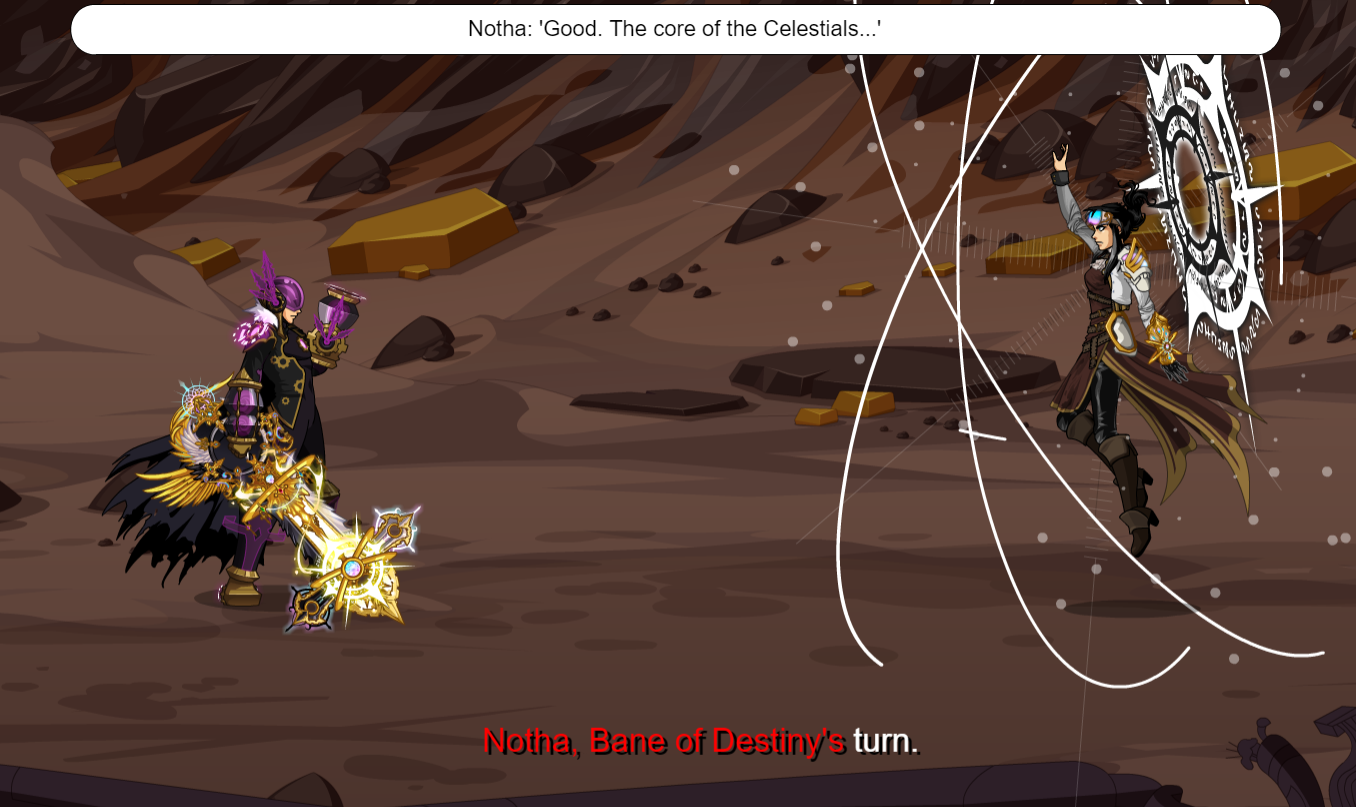 Notha: 'Good. The core of the Celestials...'
Notha, Bane of Destiny's turn.